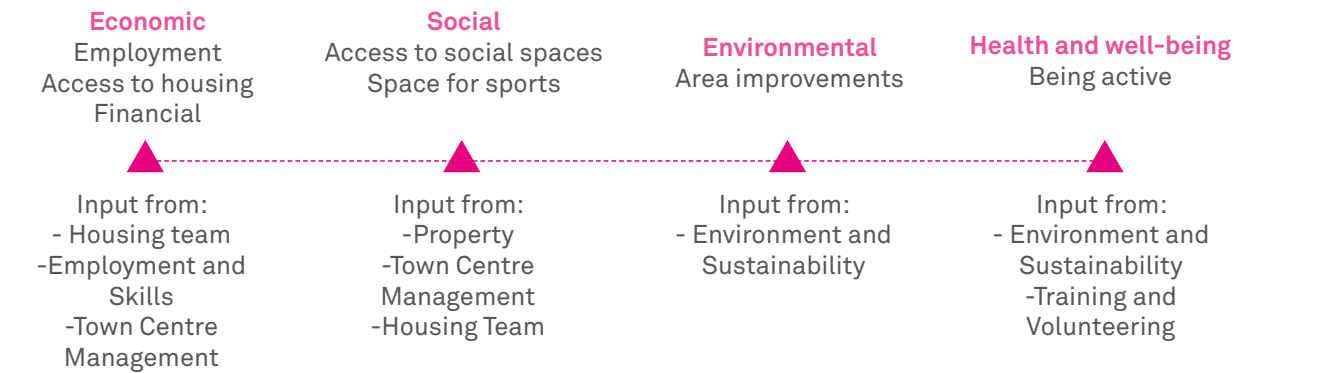 Economic
Employment
Access to housing
Financial
Social
Access to social spaces
Space for sports
Environmental
Area improvements
Health and well-being
Being active
Input from:
- Housing team
-Employment and
Skills
-Town Centre
Management
Input from:
-Property
-Town Centre
Management
-Housing Team
Input from:
- Environment and
Sustainability
Input from:
- Environment and
Sustainability
-Training and
Volunteering